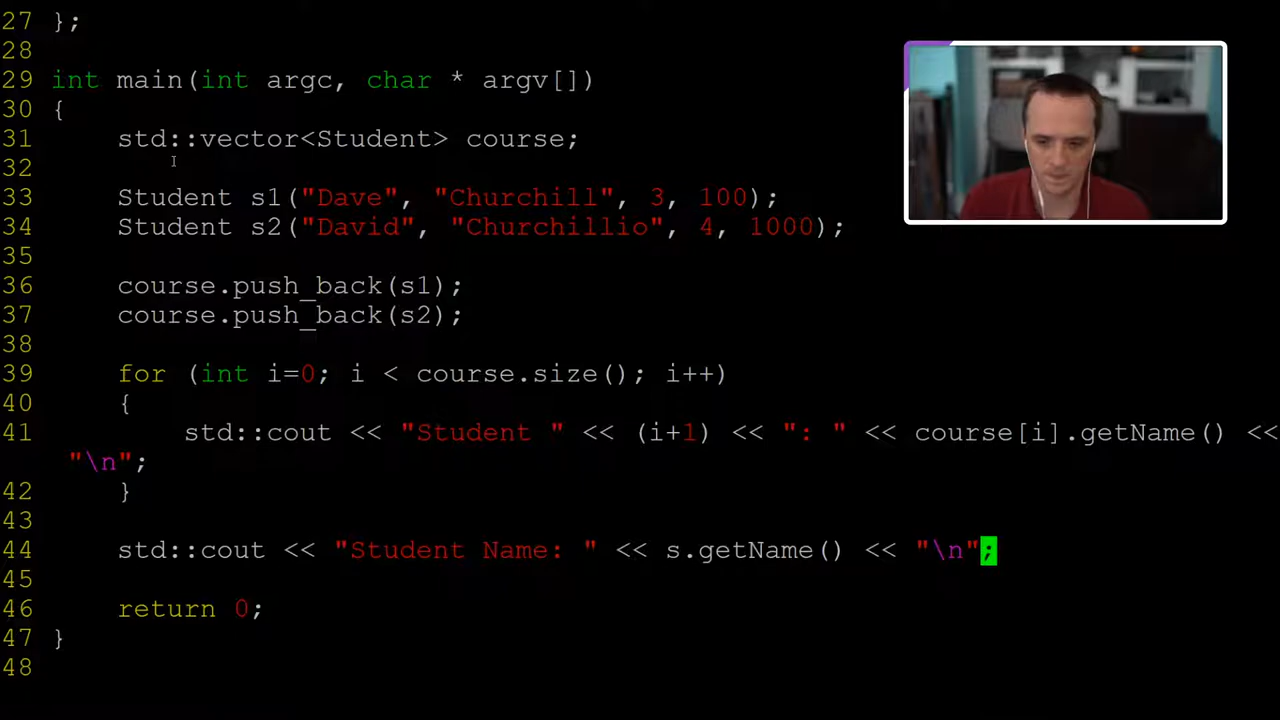 27 };
28
29 int main(int argc, char * argv[])
30 {
31     std::vector<Student> course;
32
33     Student s1("Dave", "Churchill", 3, 100);
34     Student s2("David", "Churchillio", 4, 1000);
35
36     course.push_back(s1);
37     course.push_back(s2);
38
39     for (int i=0; i < course.size(); i++)
40     {
41         std::cout << "Student " << (i+1) << ": " << course[i].getName() <<
"\n";
42     }
43
44     std::cout << "Student Name: " << s.getName() << "\n";
45
46     return 0;
47 }
48